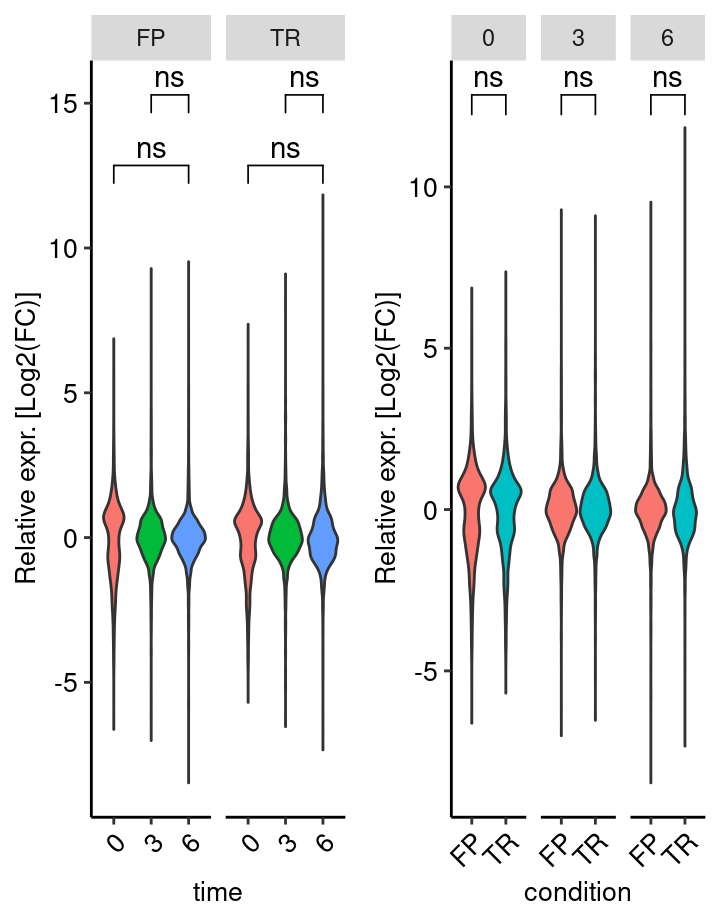 FP TR
ns ns
ns ns
15
10
5
0
-5
Relative expr. [Log2(FC)]
0 3 6 0 3 6
time
0 3 6
ns ns ns
10
5
0
-5
Relative expr. [Log2(FC)]
FP TR FP TR FP TR
condition